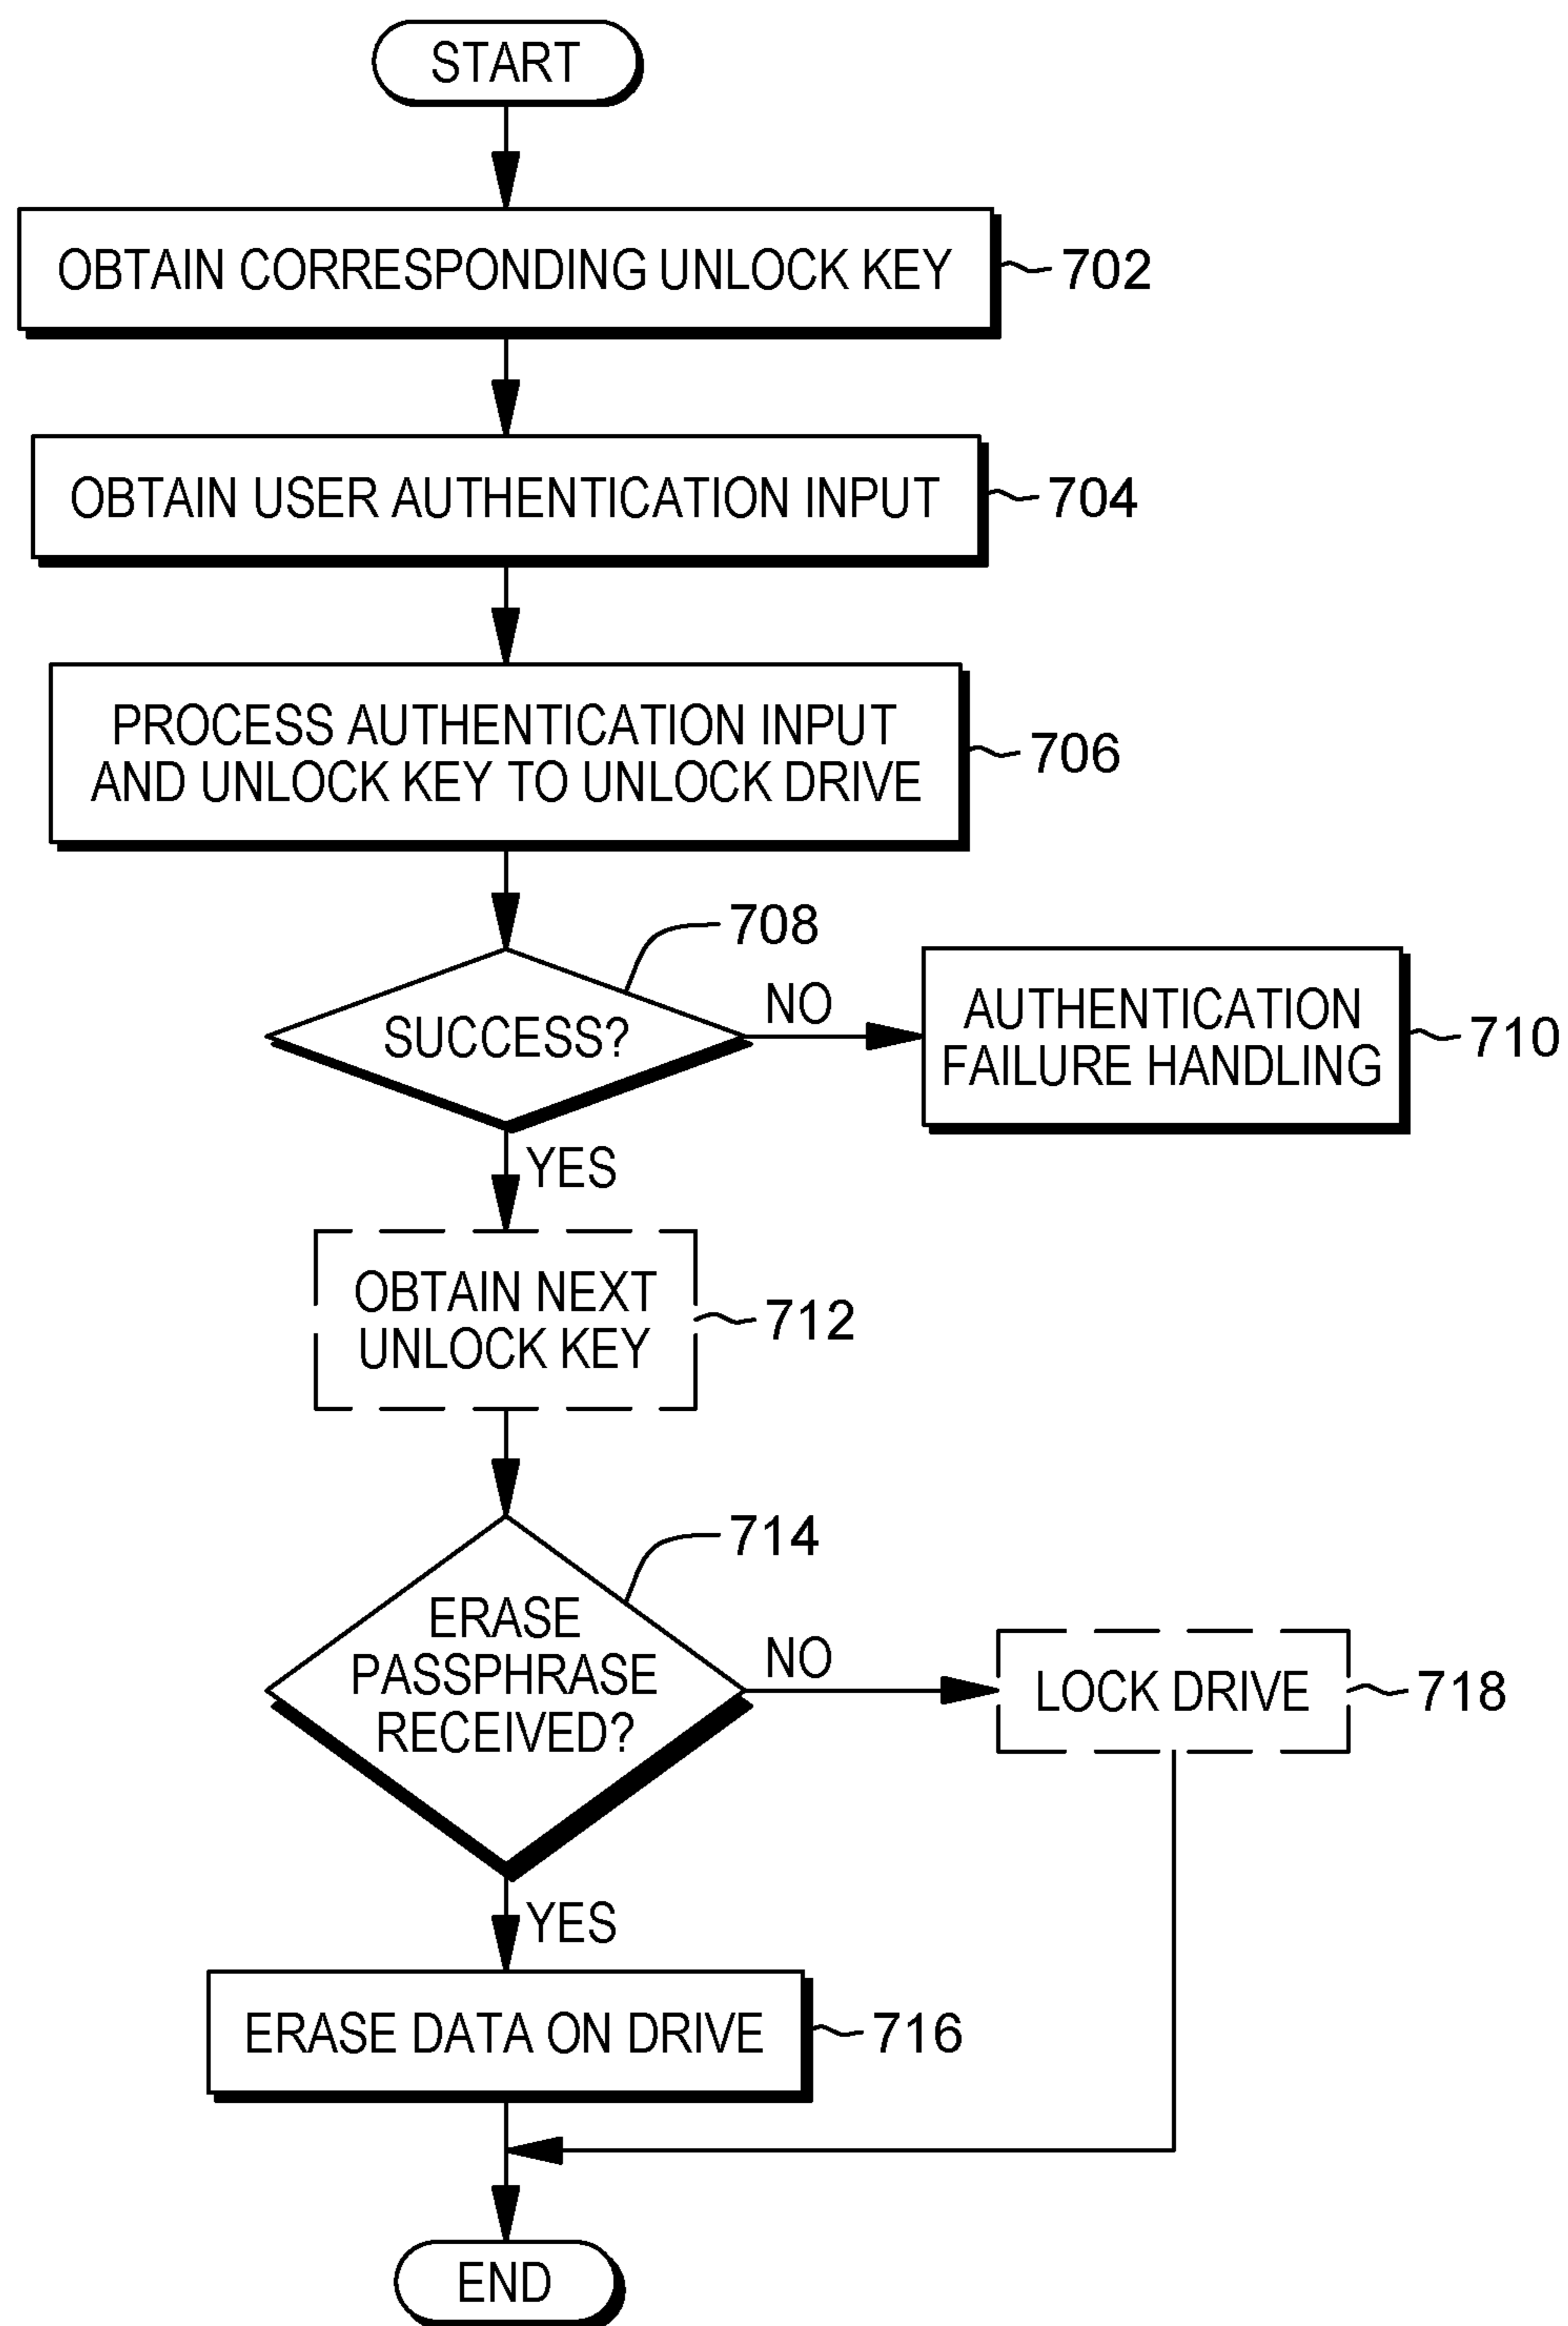 START
OBTAIN CORRESPONDING UNLOCK KEY
702
OBTAIN USER AUTHENTICATION INPUT
704
PROCESS AUTHENTICATION INPUT
AND UNLOCK KEY TO UNLOCK DRIVE
706
708
SUCCESS?
NO
AUTHENTICATION
FAILURE HANDLING
710
YES
OBTAIN NEXT
UNLOCK KEY
712
714
ERASE
PASSPHRASE
RECEIVED?
NO
LOCK DRIVE
718
YES
ERASE DATA ON DRIVE
716
END